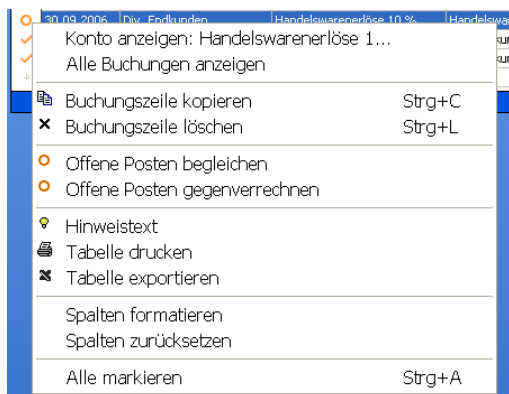 30.09.2006 Div. Endkunden Handelswarenerlöse 10 % Handelswar
Konto anzeigen: Handelswarenerlöse 1...
Alle Buchungen anzeigen
Buchungszeile kopieren Strg+C
Buchungszeile löschen Strg+L
Offene Posten begleichen
Offene Posten gegenverrechnen
Hinweistext
Tabelle drucken
Tabelle exportieren
Spalten formatieren
Spalten zurücksetzen
Alle markieren Strg+A